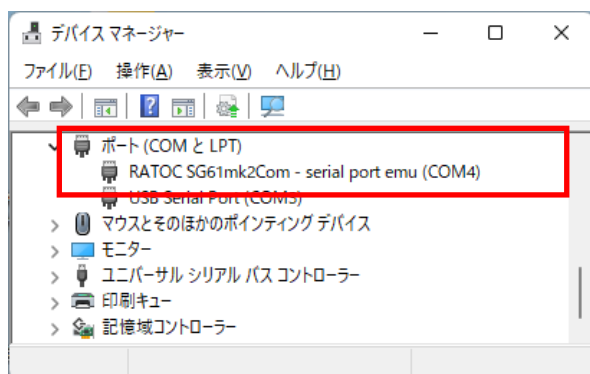 デバイス マネージャー
ファイル(F) 操作(A) 表示(V) ヘルプ(H)
ポート (COM と LPT)
RATOC SG61mk2Com - serial port emu (COM4)
USB Serial Port (COM3)
マウスとそのほかのポインティング デバイス
モニター
ユニバーサル シリアル バス コントローラー
印刷キュー
記憶域コントローラー